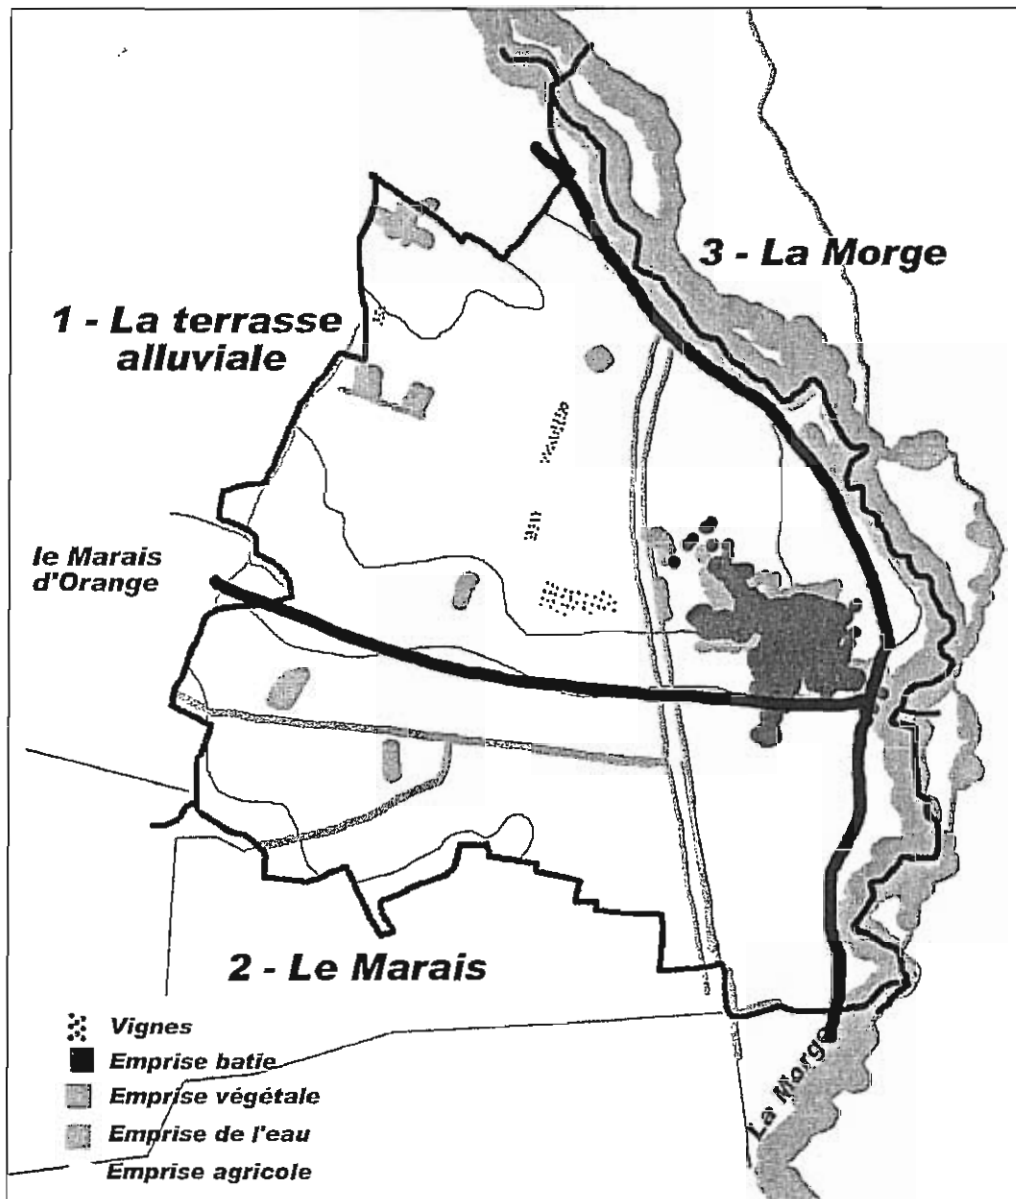 3 - La Morge
1 - La terrasse
alluviale
le Marais
d'Orange
2 - Le Marais
Vignes
Emprise batie
Emprise végétale
Emprise de l'eau
Emprise agricole
La Morge